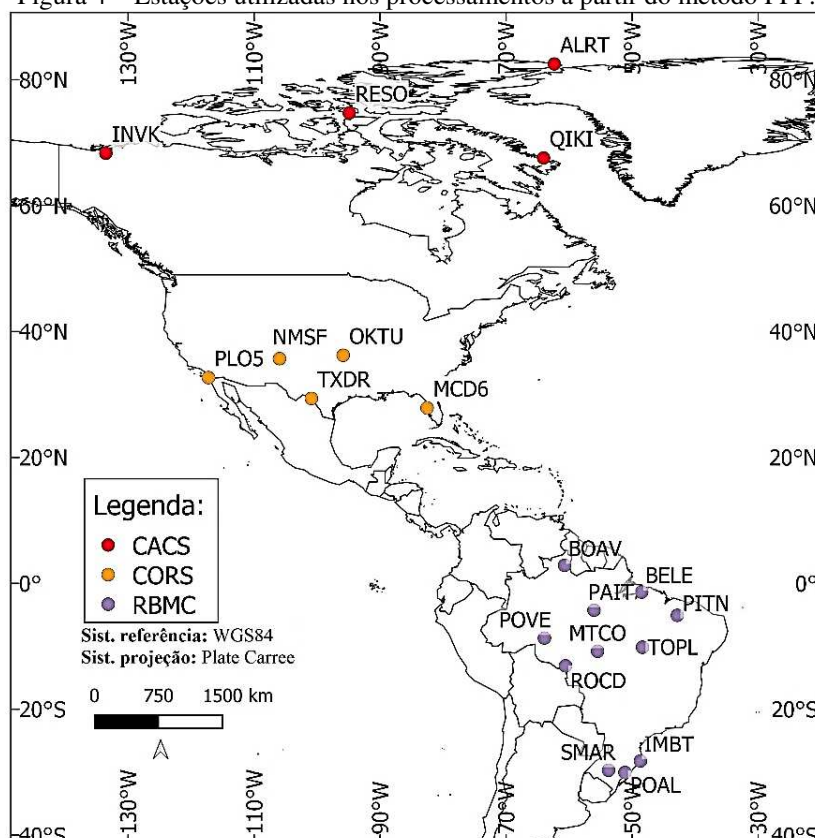 Figura 4 – Estações utilizadas nos processamentos a partir do método PPP.
130°W 110°W 90°W 70°W 50°W 30°W
ALRT
80°N 80°N
RESO
INVK
QIKI
60°N 60°N
40°N 40°N
NMSF OKTU
PLO5
TXDR
MCD6
20°N 20°N
Legenda:
CACS
CORS
RBMC
Sist. referência: WGS84
Sist. projeção: Plate Carree
0 750 1500 km
BOAV
0° 0°
BELE
PAIT
PITN
POVE
MTCO
TOPL
ROCD
20°S 20°S
IMBT
SMAR
POAL
40°S 40°S
130°W 110°W 90°W 70°W 50°W 30°W